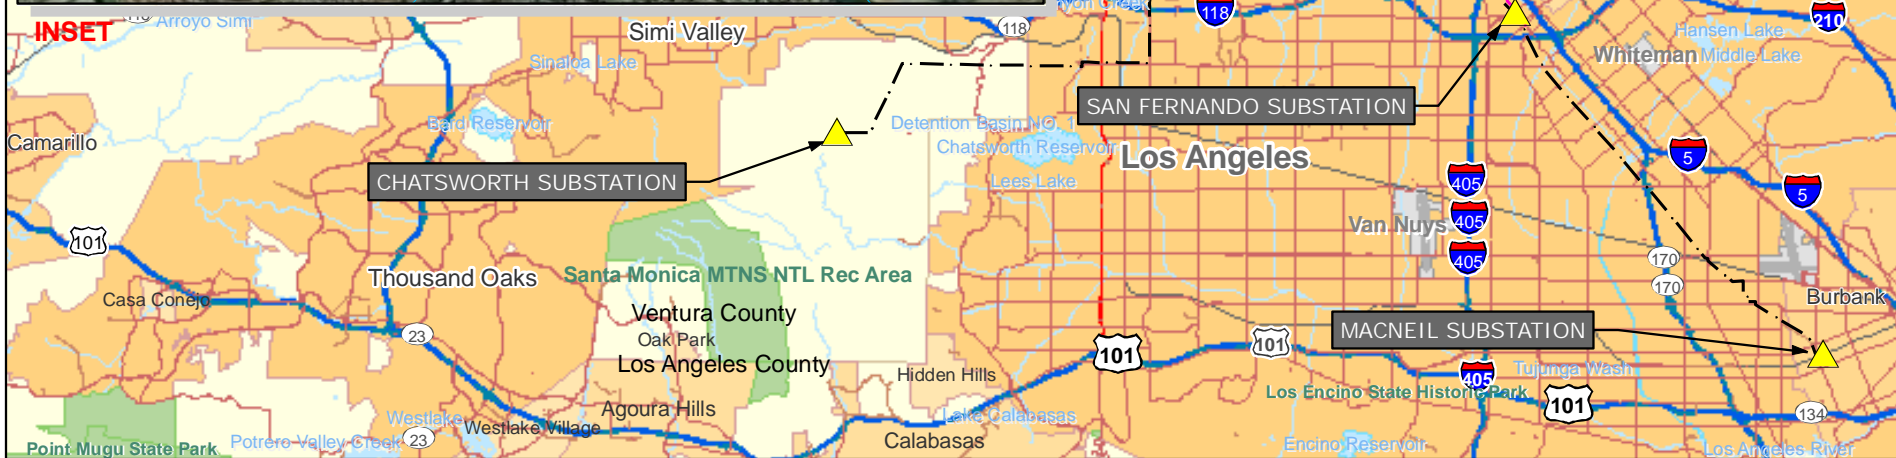 Arroyo Simi
yon Creek
118
210
INSET
Simi Valley
118
Hansen Lake
Whiteman
Middle Lake
Sinaloa Lake
SAN FERNANDO SUBSTATION
Bard Reservoir
Detention Basin NO. 1
Camarillo
Chatsworth Reservoir
Los Angeles
5
CHATSWORTH SUBSTATION
Lees Lake
405
5
405
Van Nuys
101
405
170
Thousand Oaks
Santa Monica MTNS NTL Rec Area
170
Casa Conejo
Burbank
Ventura County
MACNEIL SUBSTATION
23
Oak Park
101
101
Los Angeles County
Hidden Hills
405
Tujunga Wash
Los Encino State Historic Park
101
Agoura Hills
Lake Calabasas
134
Westlake
Westlake Village
23
Calabasas
Point Mugu State Park
Potrero Valley Creek
Encino Reservoir
Los Angeles River